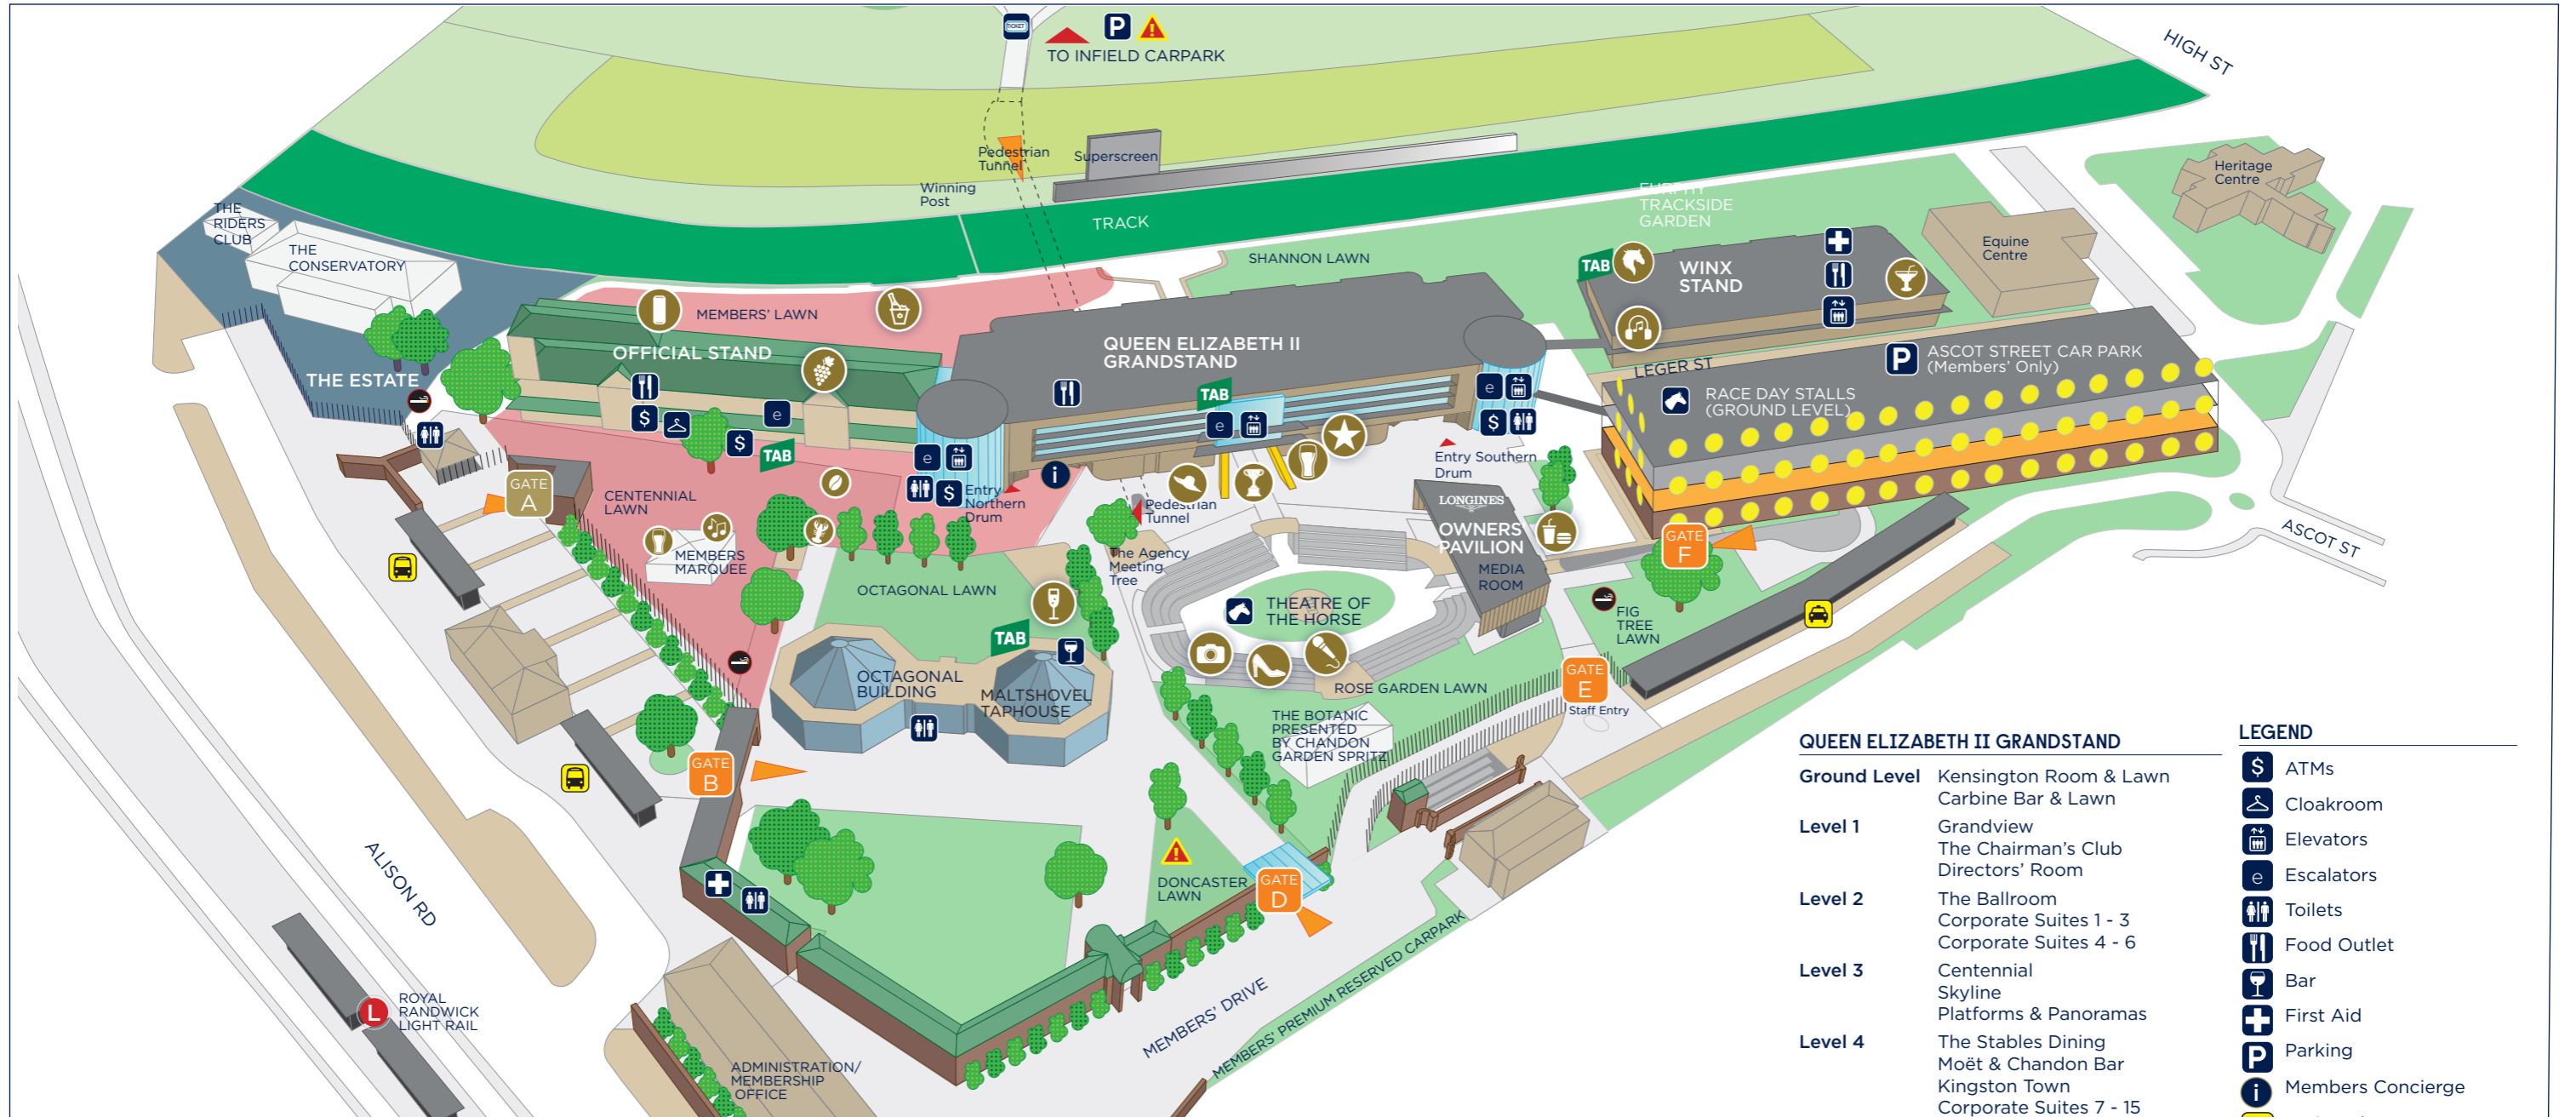 TICKET
P
!
TO INFIELD CARPARK
HIGH ST
Pedestrian
Tunnel
Superscreen
Winning
Post
TRACK
TRACKSIDE
GARDEN
Heritage
Centre
THE
RIDERS
CLUB
THE
CONSERVATORY
SHANNON LAWN
Equine
Centre
TAB
WINX
STAND
MEMBERS' LAWN
OFFICIAL STAND
QUEEN ELIZABETH II
GRANDSTAND
THE ESTATE
LEGER ST
P
ASCOT STREET CAR PARK
(Members' Only)
RACE DAY STALLS
(GROUND LEVEL)
TAB
e
e
e
e
$
$
$
$
TAB
i
Entry Southern
Drum
Entry
Northern
Drum
Pedestrian
Tunnel
GATE
A
CENTENNIAL
LAWN
MEMBERS
MARQUEE
LONGINES
OWNERS'
PAVILION
MEDIA
ROOM
GATE
F
ASCOT ST
The Agency
Meeting
Tree
OCTAGONAL LAWN
THEATRE OF
THE HORSE
FIG
TREE
LAWN
TAB
OCTAGONAL
BUILDING
MALTSHOVEL
TAPHOUSE
ROSE GARDEN LAWN
GATE
E
Staff Entry
THE BOTANIC
PRESENTED
BY CHANDON
GARDEN SPRITZ
GATE
B
ALISON RD
!
DONCASTER
LAWN
GATE
D
MEMBERS' DRIVE
MEMBERS' PREMIUM RESERVED CARPARK
L
ROYAL
RANDWICK
LIGHT RAIL
ADMINISTRATION/
MEMBERSHIP
OFFICE
QUEEN ELIZABETH II GRANDSTAND
Ground Level Kensington Room & Lawn
Carbine Bar & Lawn
Level 1 Grandview
The Chairman's Club
Directors' Room
Level 2 The Ballroom
Corporate Suites 1 - 3
Corporate Suites 4 - 6
Level 3 Centennial
Skyline
Platforms & Panoramas
Level 4 The Stables Dining
Moët & Chandon Bar
Kingston Town
Corporate Suites 7 - 15
LEGEND
$ ATMs
Cloakroom
Elevators
e Escalators
Toilets
Food Outlet
Bar
First Aid
P Parking
i Members Concierge